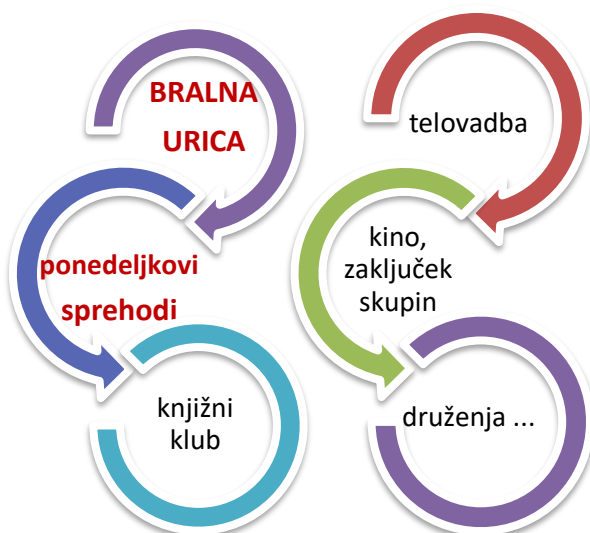 BRALNA
URICA
ponedeljkovi
sprehodi
knjižni
klub
telovadba
kino,
zaključek
skupin
druženja ...